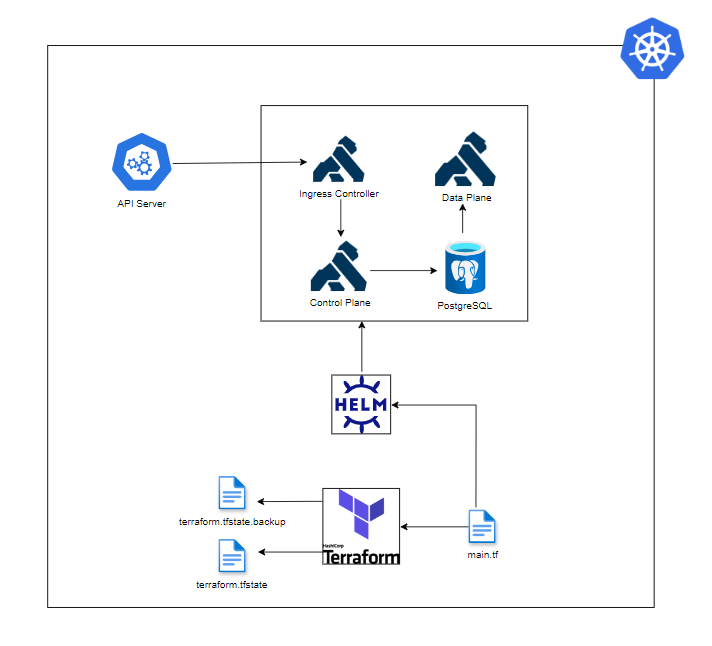 Ingress Controller
Data Plane
API Server
Control Plane
PostgreSQL
HELM
terraform.tfstate.backup
HashiCorp
Terraform
main.tf
terraform.tfstate